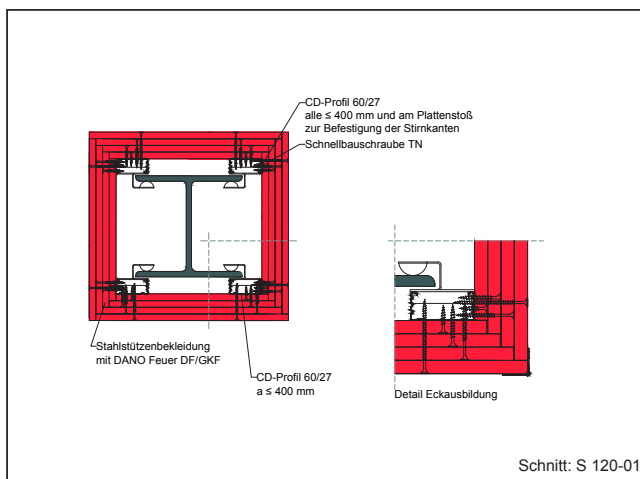 CD-Profil 60/27
alle ≤ 400 mm und am Plattenstoß
zur Befestigung der Stirnkanten
Schnellbauschraube TN
Stahlstützenbekleidung
mit DANO Feuer DF/GKF
CD-Profil 60/27
a ≤ 400 mm
Detail Eckausbildung
Schnitt: S 120-01